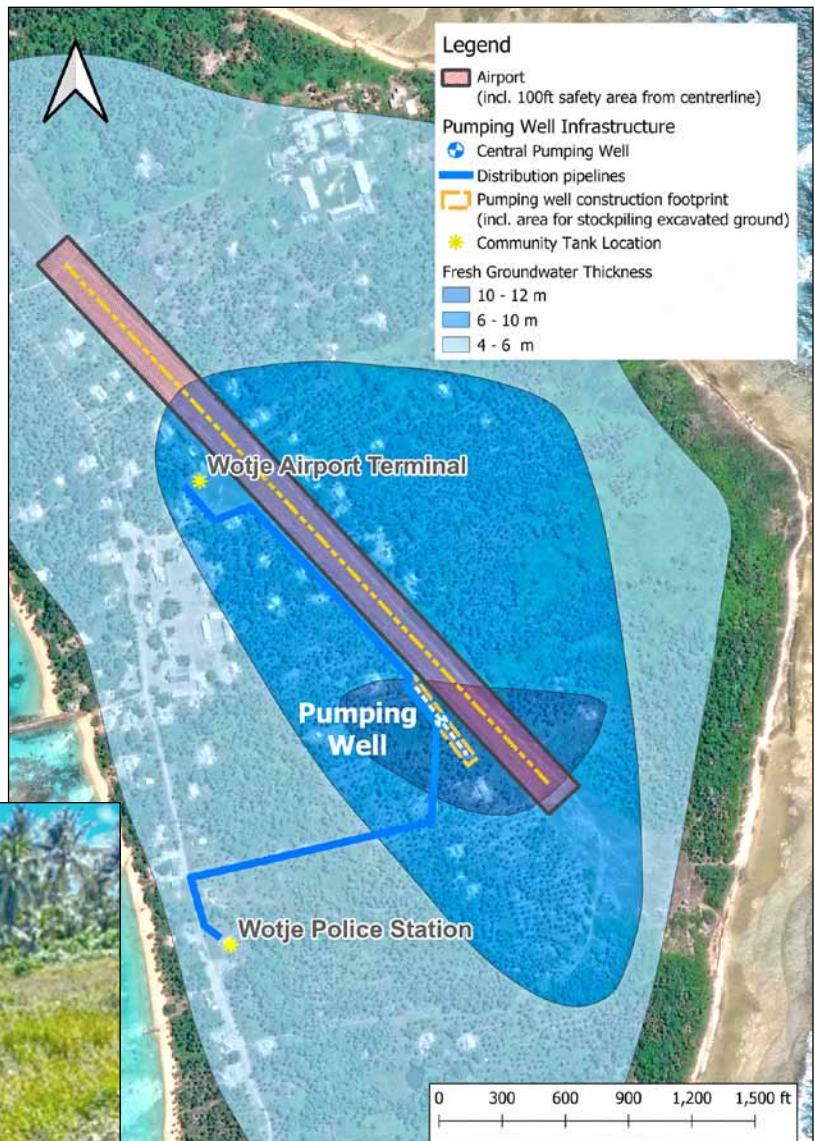 Legend
Airport
(incl. 100ft safety area from centrerline)
Pumping Well Infrastructure
Central Pumping Well
Distribution pipelines
Pumping well construction footprint
(incl. area for stockpiling excavated ground)
Community Tank Location
Fresh Groundwater Thickness
10 - 12 m
6 - 10 m
4 - 6 m
Wotje Airport Terminal
Pumping
Well
Wotje Police Station
0 300 600 900 1,200 1,500 ft